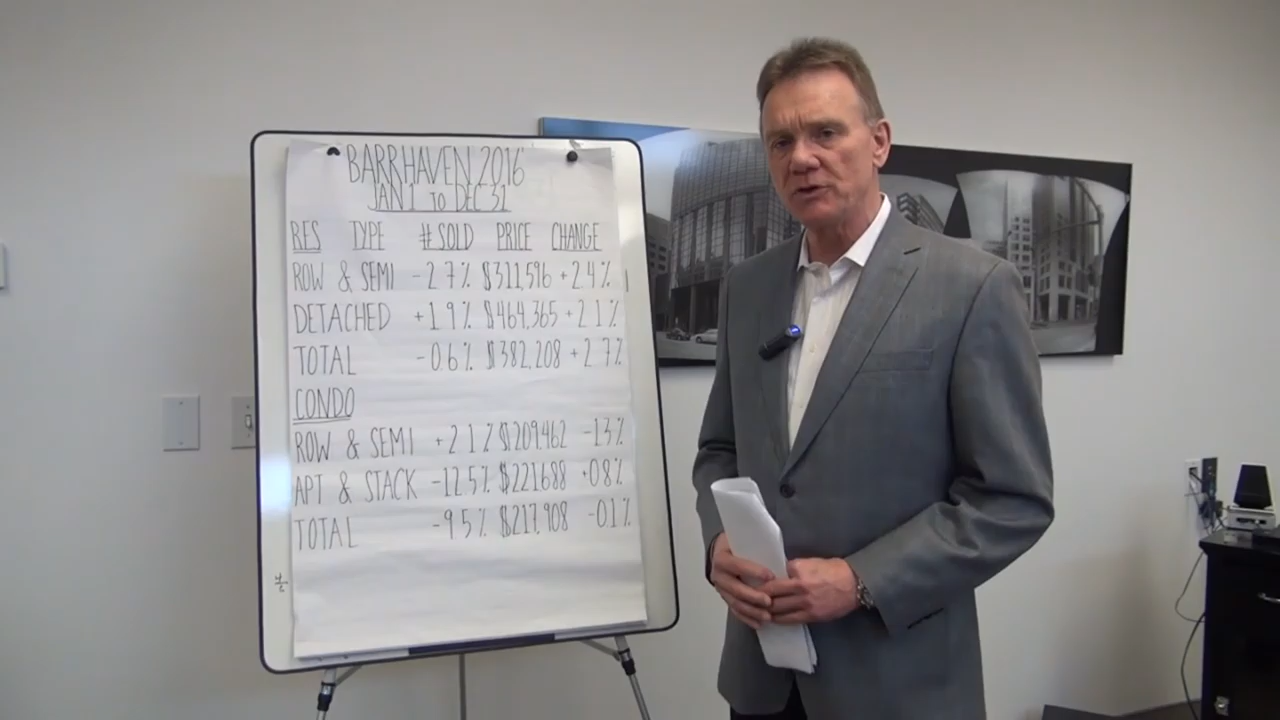 BARRHAVEN 2016
JAN 1 TO DEC 31
RES TYPE # SOLD PRICE CHANGE
ROW & SEMI -2.7% $311,596 +2.4%
DETACHED +1.9% $464,365 +2.1%
TOTAL -0.6% $382,208 +2.7%
CONDO
ROW & SEMI +2.1% $209,462 -1.3%
APT & STACK -12.5% $221,688 +0.8%
TOTAL -9.5% $217,908 -0.1%